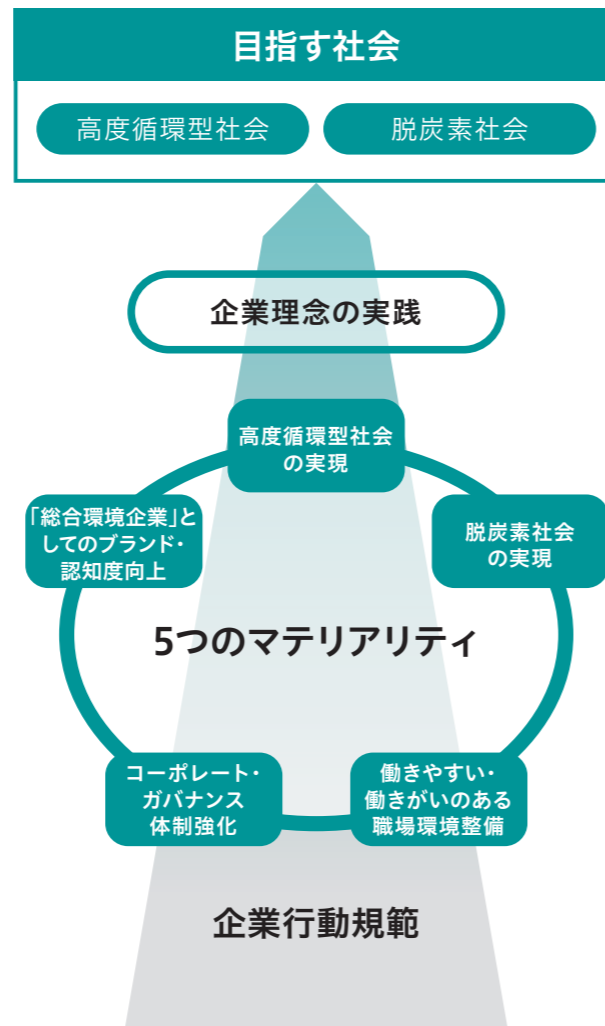 目指す社会
高度循環型社会
脱炭素社会
企業理念の実践
高度循環型社会
の実現
「総合環境企業」と
してのブランド・
認知度向上
脱炭素社会
の実現
5つのマテリアリティ
コーポレート・
ガバナンス
体制強化
働きやすい・
働きがいのある
職場環境整備
企業行動規範